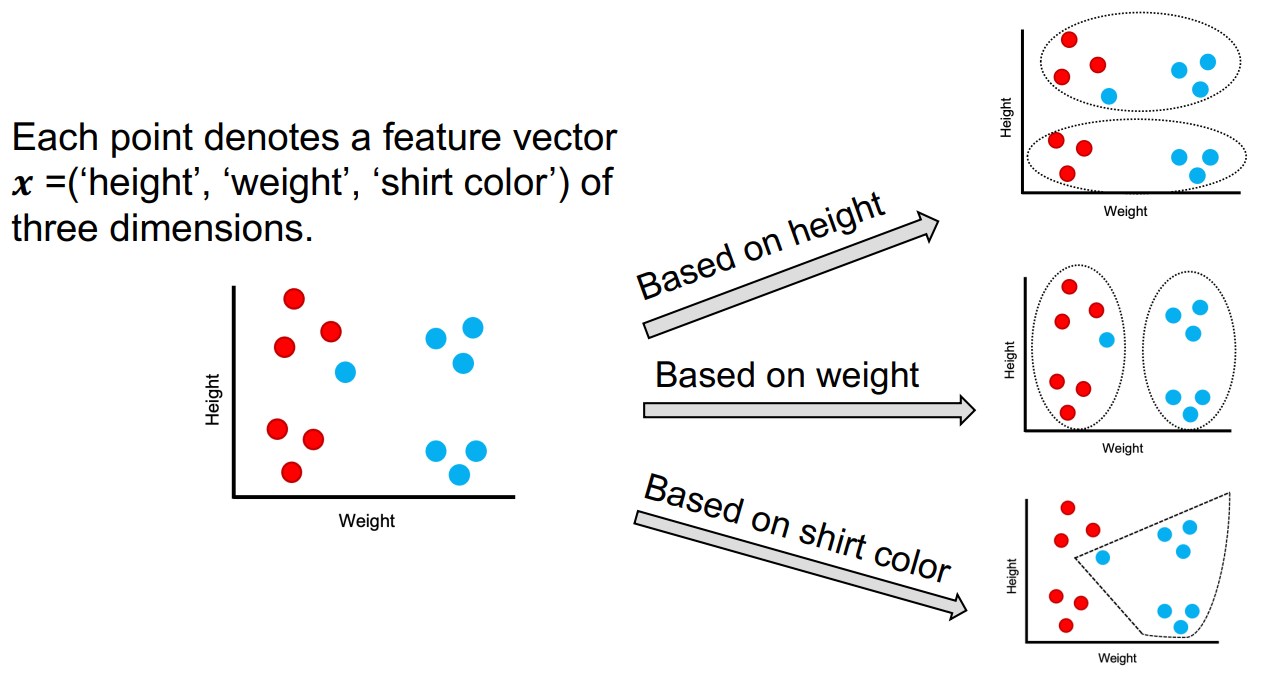 Each point denotes a feature vector
x =(‘height’, ‘weight’, ‘shirt color’) of
three dimensions.
Height
Weight
Based on height
Based on weight
Based on shirt color
Height
Weight
Height
Weight
Height
Weight